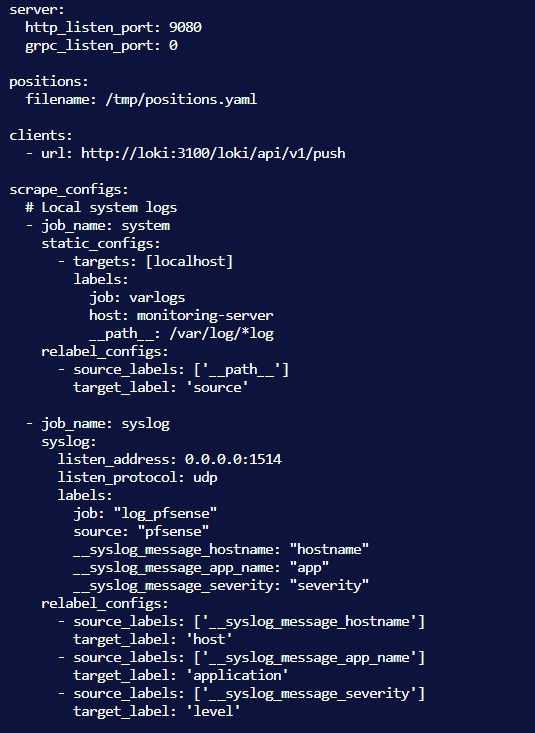 server:
  http_listen_port: 9080
  grpc_listen_port: 0

positions:
  filename: /tmp/positions.yaml

clients:
  - url: http://loki:3100/loki/api/v1/push

scrape_configs:
  # Local system logs
  - job_name: system
    static_configs:
      - targets: [localhost]
        labels:
          job: varlogs
          host: monitoring-server
          __path__: /var/log/*log
    relabel_configs:
      - source_labels: ['__path__']
        target_label: 'source'

  - job_name: syslog
    syslog:
      listen_address: 0.0.0.0:1514
      listen_protocol: udp
      labels:
        job: "log_pfsense"
        source: "pfsense"
        __syslog_message_hostname: "hostname"
        __syslog_message_app_name: "app"
        __syslog_message_severity: "severity"
    relabel_configs:
      - source_labels: ['__syslog_message_hostname']
        target_label: 'host'
      - source_labels: ['__syslog_message_app_name']
        target_label: 'application'
      - source_labels: ['__syslog_message_severity']
        target_label: 'level'